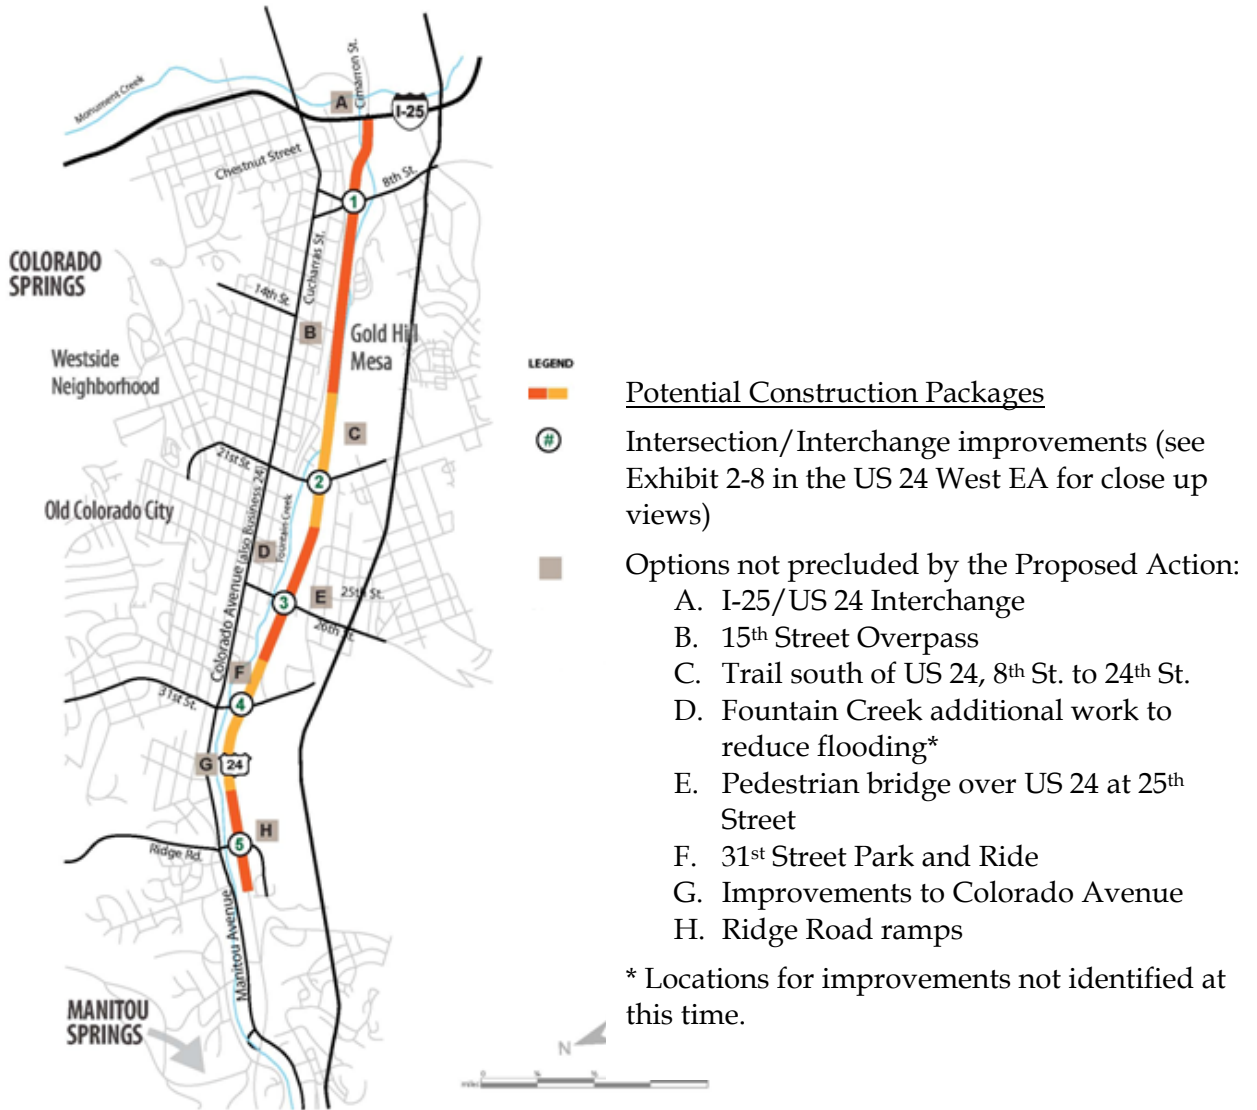 Monument Creek
Cimarron St.
A
I-25
Chestnut Street
8th St.
1
COLORADO
SPRINGS
Cucharras St.
14th St.
B
Gold Hill
Mesa
Westside
Neighborhood
C
21st St.
2
Old Colorado City
Colorado Avenue (also Business 24)
Fountain Creek
D
E
25th St.
3
26th St.
F
31st St.
4
G
24
H
Ridge Rd.
5
Manitou Avenue
MANITOU
SPRINGS
N
miles
0
LEGEND
Potential Construction Packages
# Intersection/Interchange improvements (see
Exhibit 2-8 in the US 24 West EA for close up
views)
Options not precluded by the Proposed Action:
A. I-25/US 24 Interchange
B. 15th Street Overpass
C. Trail south of US 24, 8th St. to 24th St.
D. Fountain Creek additional work to
reduce flooding*
E. Pedestrian bridge over US 24 at 25th
Street
F. 31st Street Park and Ride
G. Improvements to Colorado Avenue
H. Ridge Road ramps
* Locations for improvements not identified at
this time.